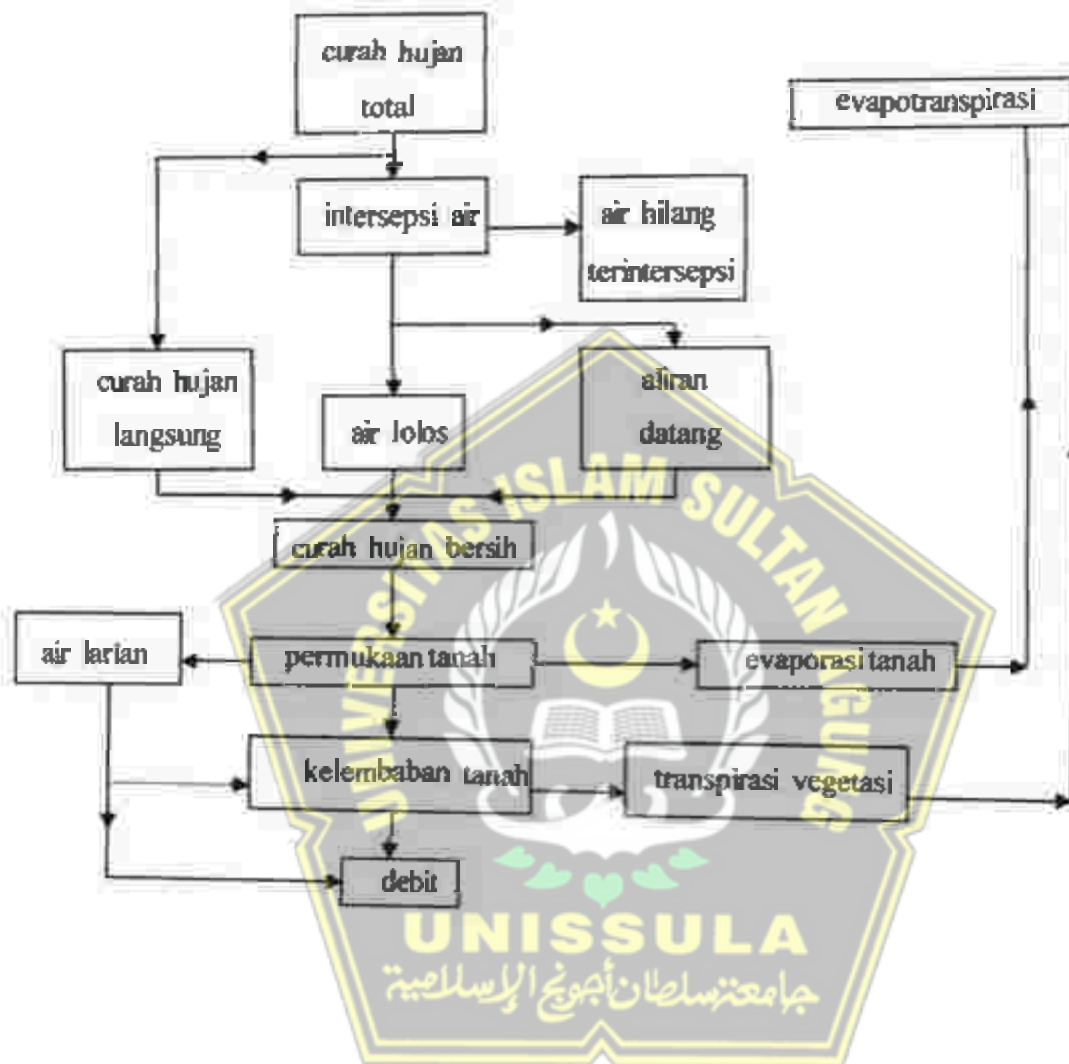 curah hujan
total
evapotranspirasi
intersepsi air
air hilang
terintersepsi
curah hujan
langsung
air lolos
aliran
datang
curah hujan bersih
air larian
permukaan tanah
evaporasi tanah
kelembaban tanah
transpirasi vegetasi
debit
UNIVERSITAS ISLAM SULTAN AGUNG
UNISSULA
جامعة سلطان أجونج الإسلامية